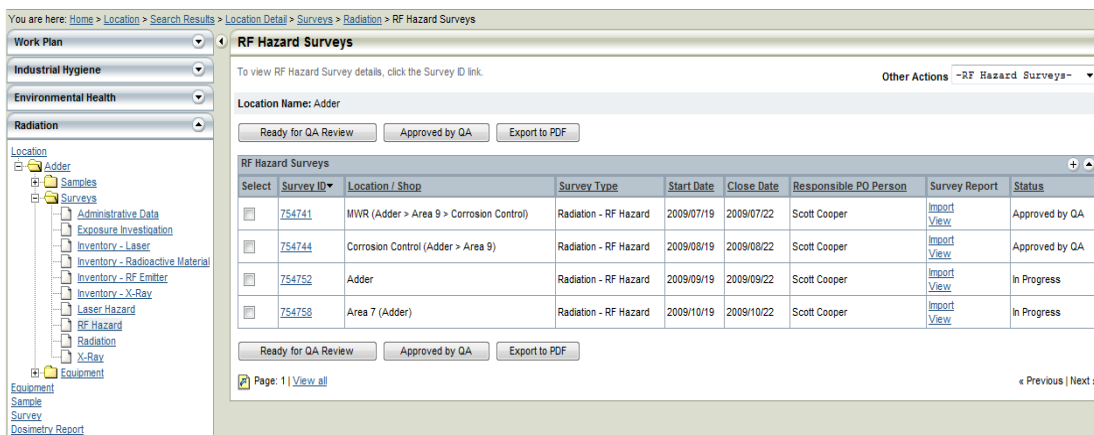 You are here: Home > Location > Search Results > Location Detail > Surveys > Radiation > RF Hazard Surveys
Work Plan
Industrial Hygiene
Environmental Health
Radiation
Location
Adder
Samples
Surveys
Administrative Data
Exposure Investigation
Inventory - Laser
Inventory - Radioactive Material
Inventory - RF Emitter
Inventory - X-Ray
Laser Hazard
RF Hazard
Radiation
X-Ray
Equipment
Equipment
Sample
Survey
Dosimetry Report
RF Hazard Surveys
To view RF Hazard Survey details, click the Survey ID link.
Other Actions -RF Hazard Surveys-
Location Name: Adder
Ready for QA Review Approved by QA Export to PDF
RF Hazard Surveys
Select Survey ID Location / Shop Survey Type Start Date Close Date Responsible PO Person Survey Report Status
754741 MWR (Adder > Area 9 > Corrosion Control) Radiation - RF Hazard 2009/07/19 2009/07/22 Scott Cooper Import View Approved by QA
754744 Corrosion Control (Adder > Area 9) Radiation - RF Hazard 2009/08/19 2009/08/22 Scott Cooper Import View Approved by QA
754752 Adder Radiation - RF Hazard 2009/09/19 2009/09/22 Scott Cooper Import View In Progress
754758 Area 7 (Adder) Radiation - RF Hazard 2009/10/19 2009/10/22 Scott Cooper Import View In Progress
Ready for QA Review Approved by QA Export to PDF
Page: 1 | View all
« Previous | Next »